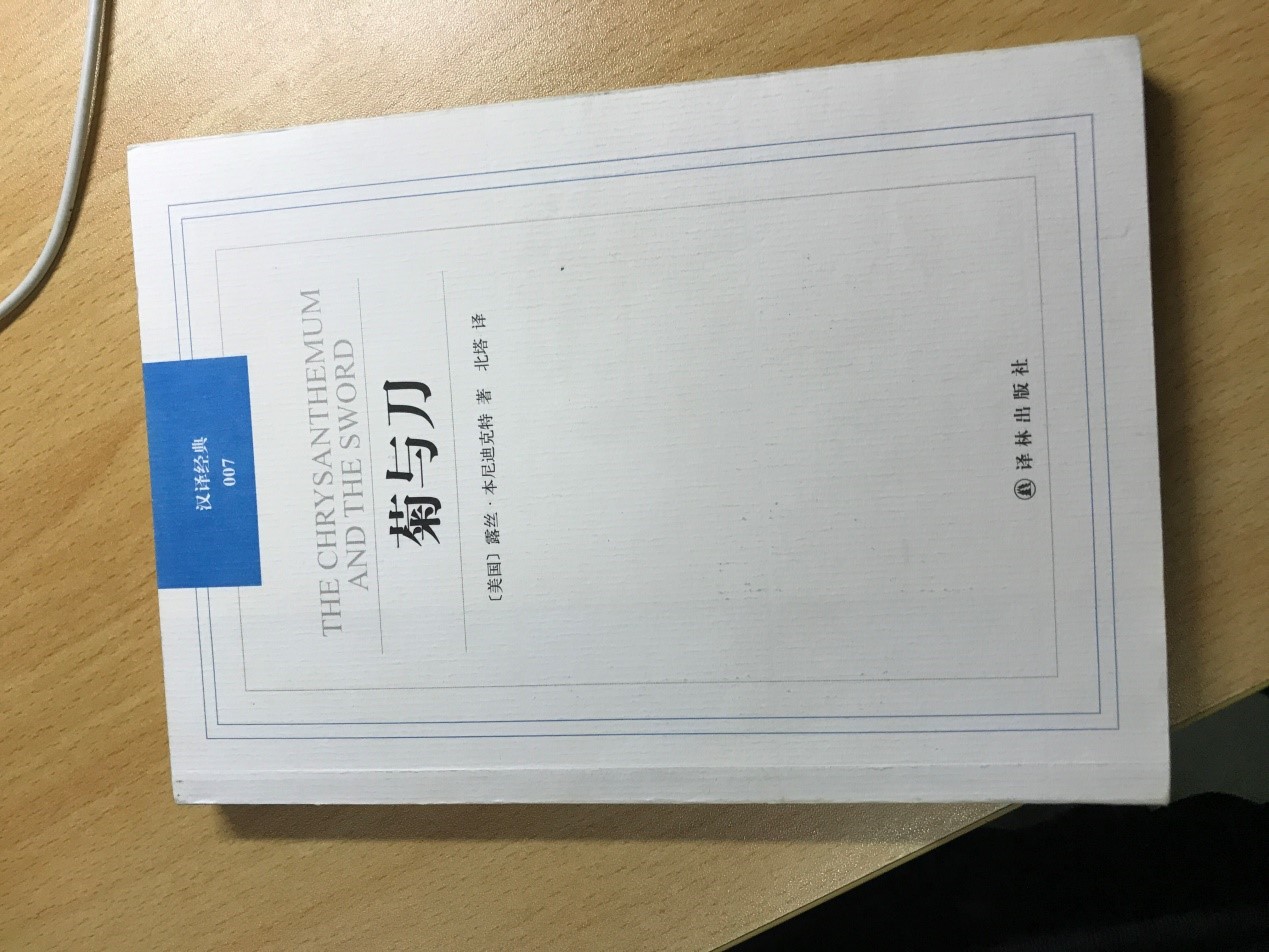 汉译经典
007
THE CHRYSANTHEMUM
AND THE SWORD
菊与刀
〔美国〕露丝·本尼迪克特 著 北塔 译
译林出版社